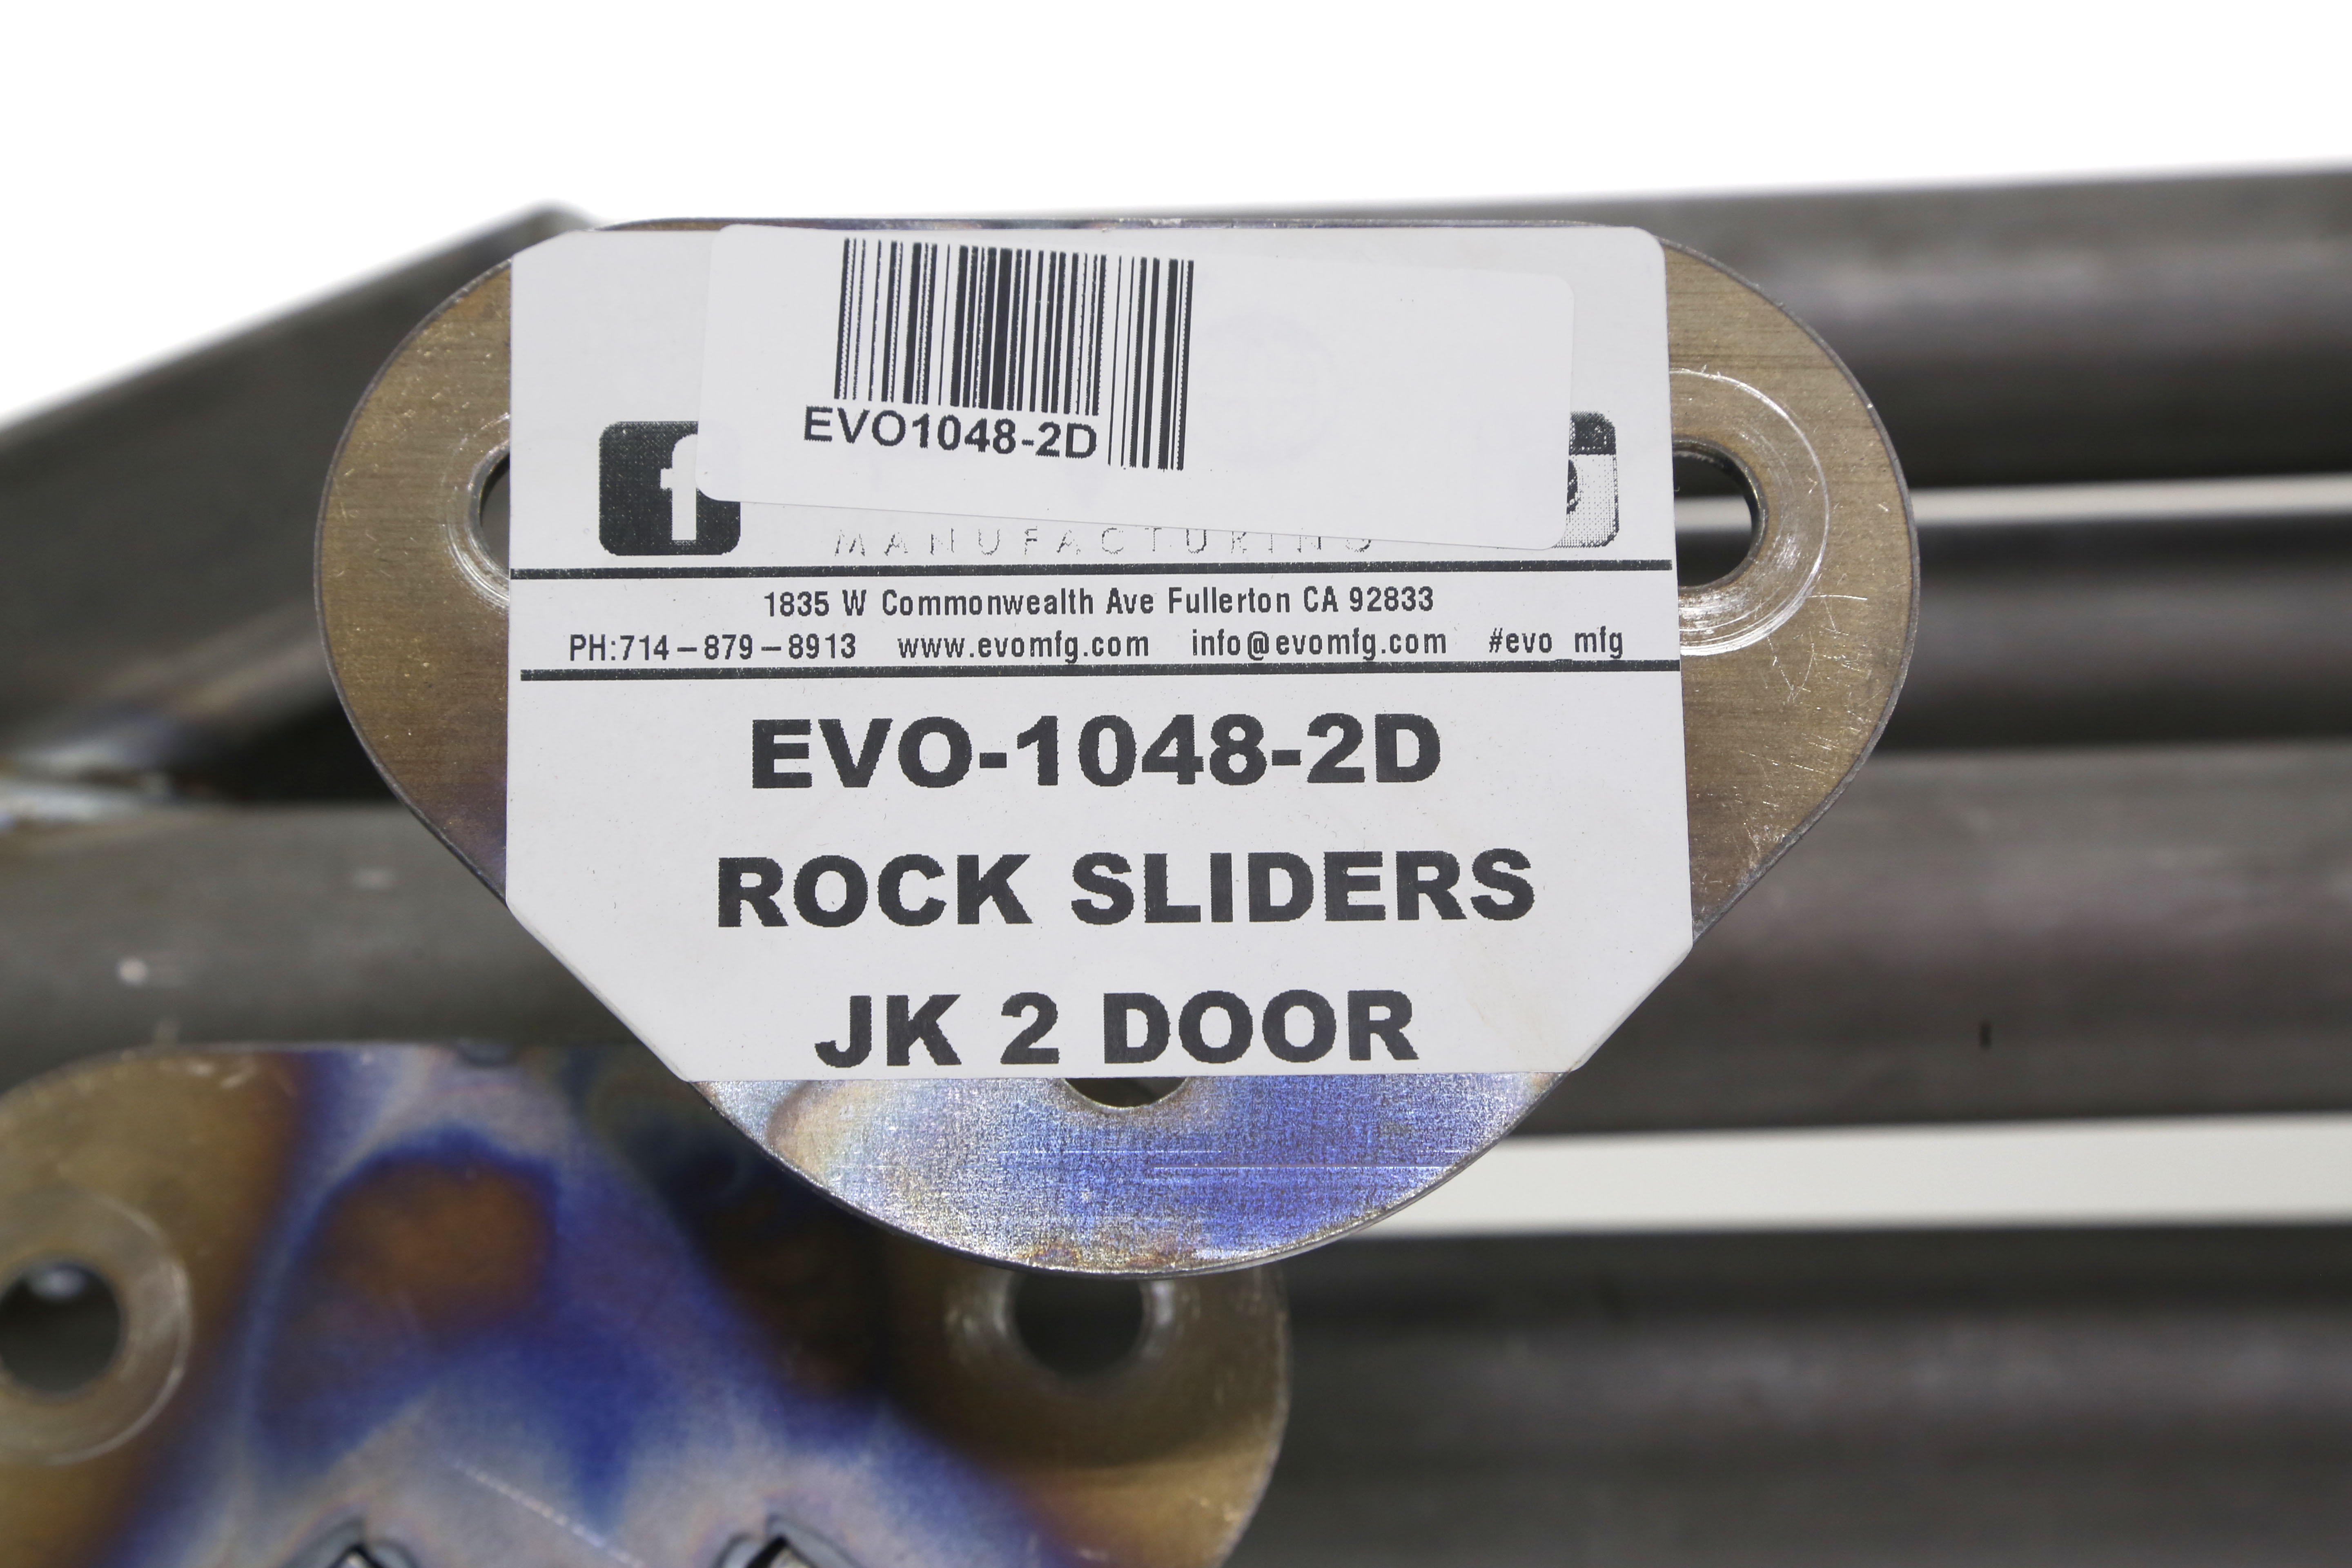 EVO1048-2D
f
MANUFACTURING
1835 W Commonwealth Ave Fullerton CA 92833
PH:714-879-8913 www.evomfg.com info@evomfg.com #evo_mfg
EVO-1048-2D
ROCK SLIDERS
JK 2 DOOR